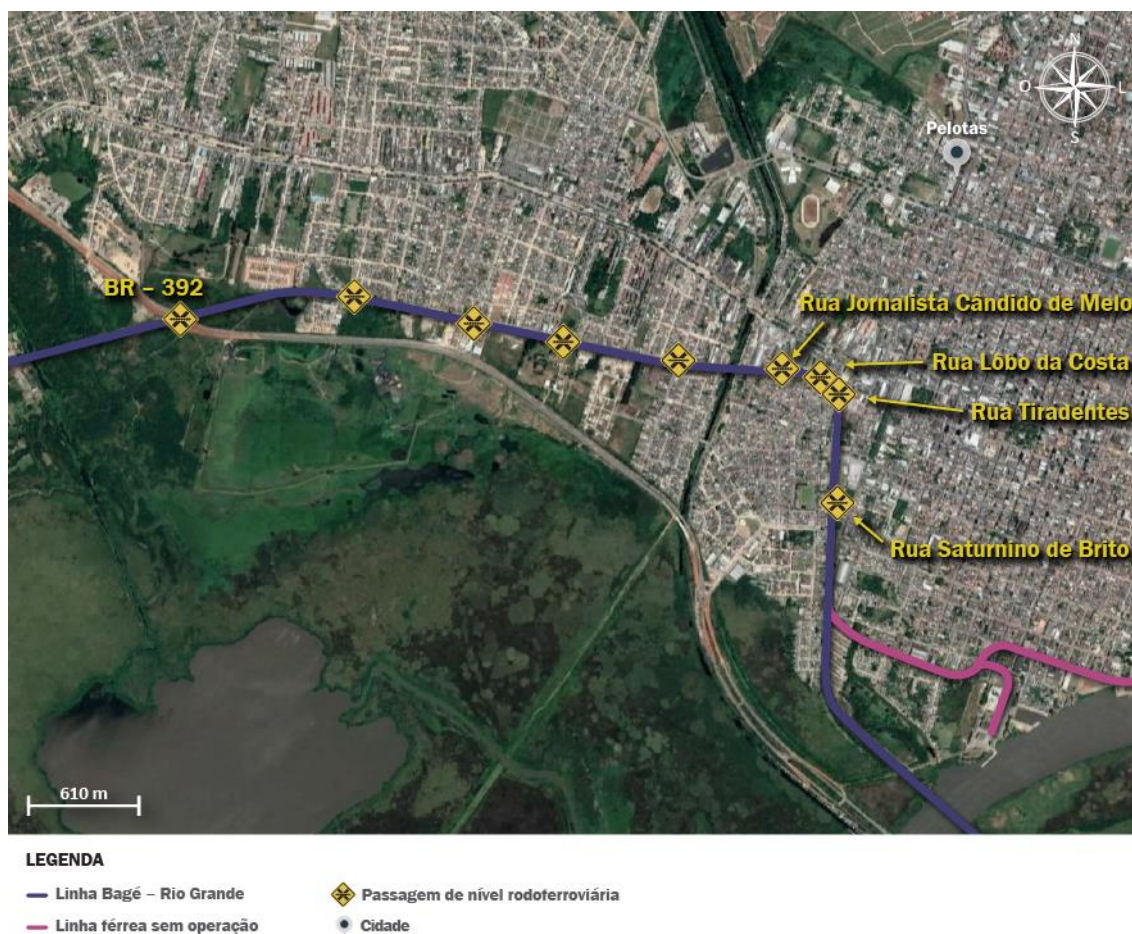 N
O
L
S
Pelotas
BR – 392
Rua Jornalista Cândido de Melo
Rua Lôbo da Costa
Rua Tiradentes
Rua Saturnino de Brito
610 m
LEGENDA
Linha Bagé – Rio Grande
Passagem de nível rodoferroviária
Linha férrea sem operação
Cidade